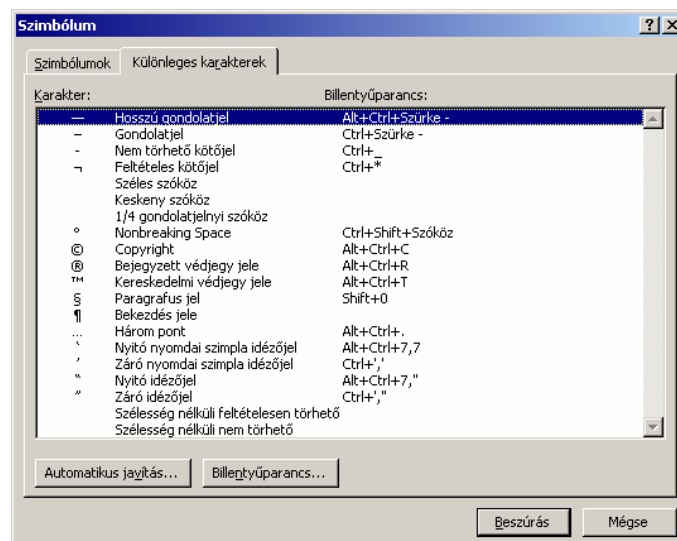 Szimbólum
Szimbólumok Különleges karakterek
Karakter: Billentyűparancs:
— Hosszú gondolatjel Alt+Ctrl+Szürke -
– Gondolatjel Ctrl+Szürke -
- Nem törhető kötőjel Ctrl+_
¬ Feltételes kötőjel Ctrl+*
Széles szóköz
Keskeny szóköz
1/4 gondolatjelnyi szóköz
° Nonbreaking Space Ctrl+Shift+Szóköz
© Copyright Alt+Ctrl+C
® Bejegyzett védjegy jele Alt+Ctrl+R
™ Kereskedelmi védjegy jele Alt+Ctrl+T
§ Paragrafus jel Shift+0
¶ Bekezdés jele
... Három pont Alt+Ctrl+.
‛ Nyitó nyomdai szimpla idézőjel Alt+Ctrl+7,7
’ Záró nyomdai szimpla idézőjel Ctrl+','
“ Nyitó idézőjel Alt+Ctrl+7,"
” Záró idézőjel Ctrl+',"
Szélesség nélküli feltételesen törhető
Szélesség nélküli nem törhető
Automatikus javítás... Billentyűparancs...
Beszúrás Mégse